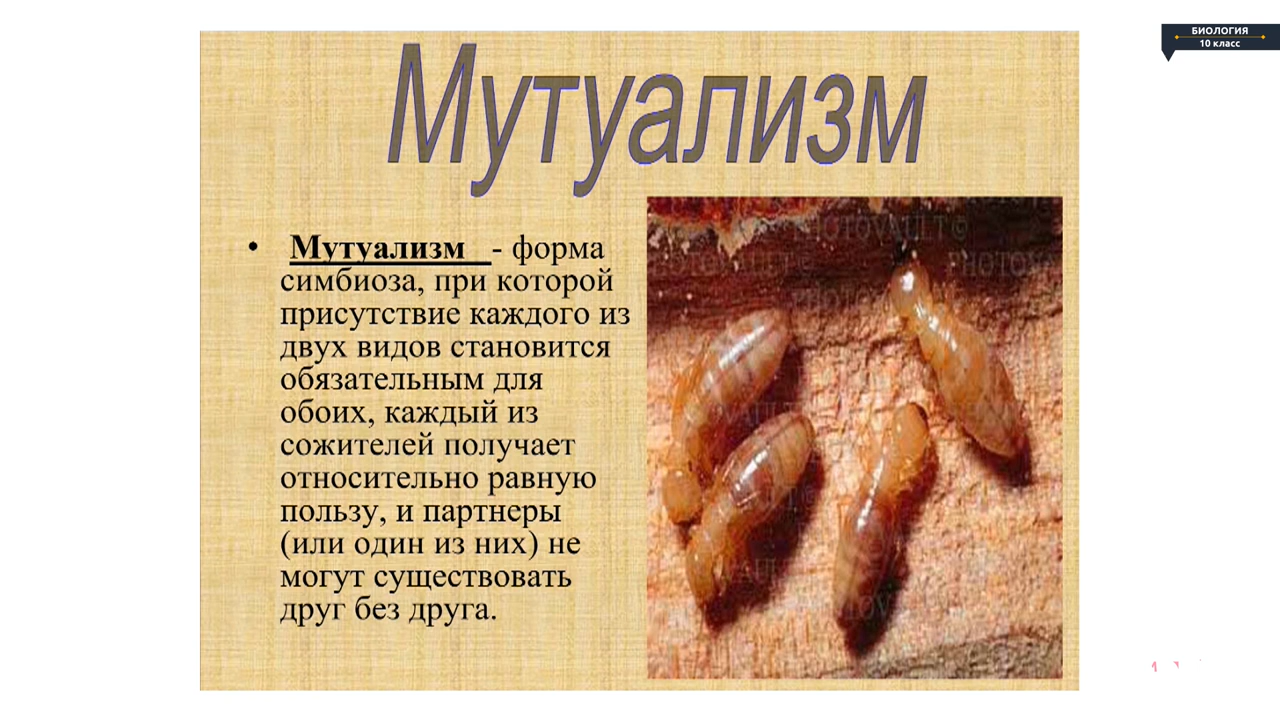 БИОЛОГИЯ
10 класс
Мутуализм
• Мутуализм - форма
симбиоза, при которой
присутствие каждого из
двух видов становится
обязательным для
обоих, каждый из
сожителей получает
относительно равную
пользу, и партнеры
(или один из них) не
могут существовать
друг без друга.
PHOTOVAULT©